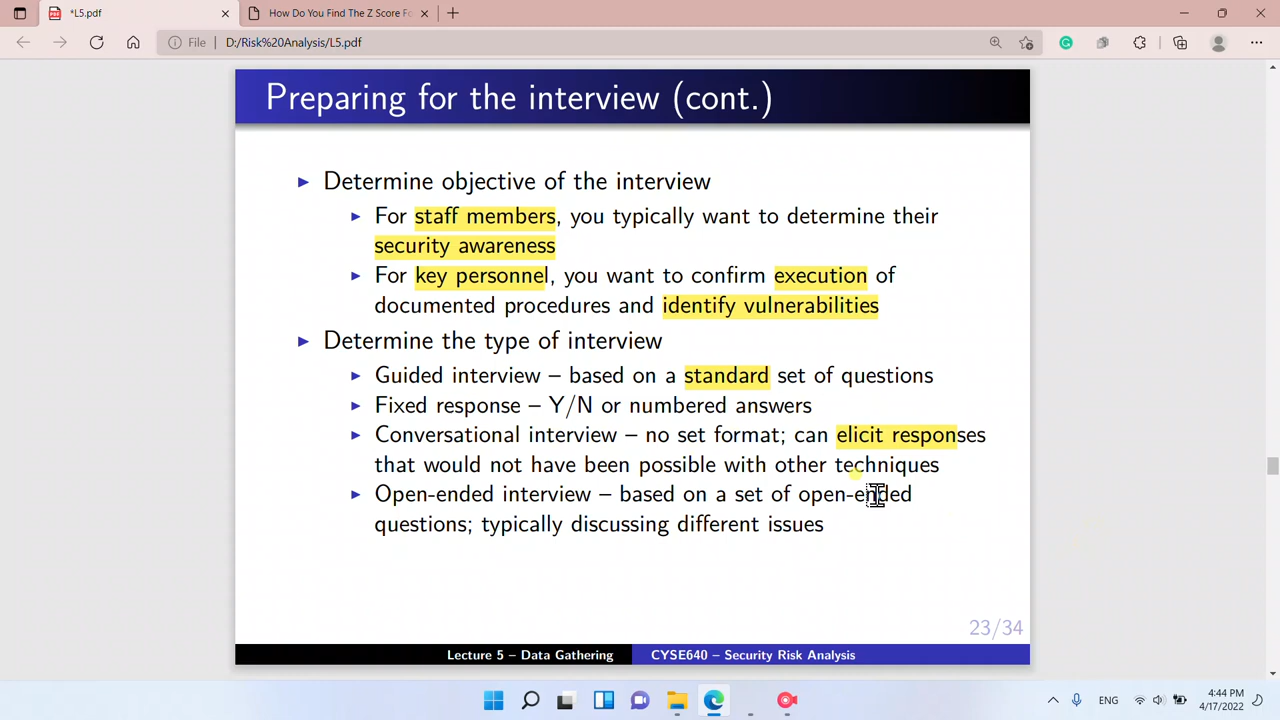 *L5.pdf
How Do You Find The Z Score Fo
File
D:/Risk%20Analysis/L5.pdf
Preparing for the interview (cont.)
Determine objective of the interview
For staff members, you typically want to determine their
security awareness
For key personnel, you want to confirm execution of
documented procedures and identify vulnerabilities
Determine the type of interview
Guided interview – based on a standard set of questions
Fixed response – Y/N or numbered answers
Conversational interview – no set format; can elicit responses
that would not have been possible with other techniques
Open-ended interview – based on a set of open-ended
questions; typically discussing different issues
23/34
Lecture 5 – Data Gathering
CYSE640 – Security Risk Analysis
ENG
4:44 PM
4/17/2022